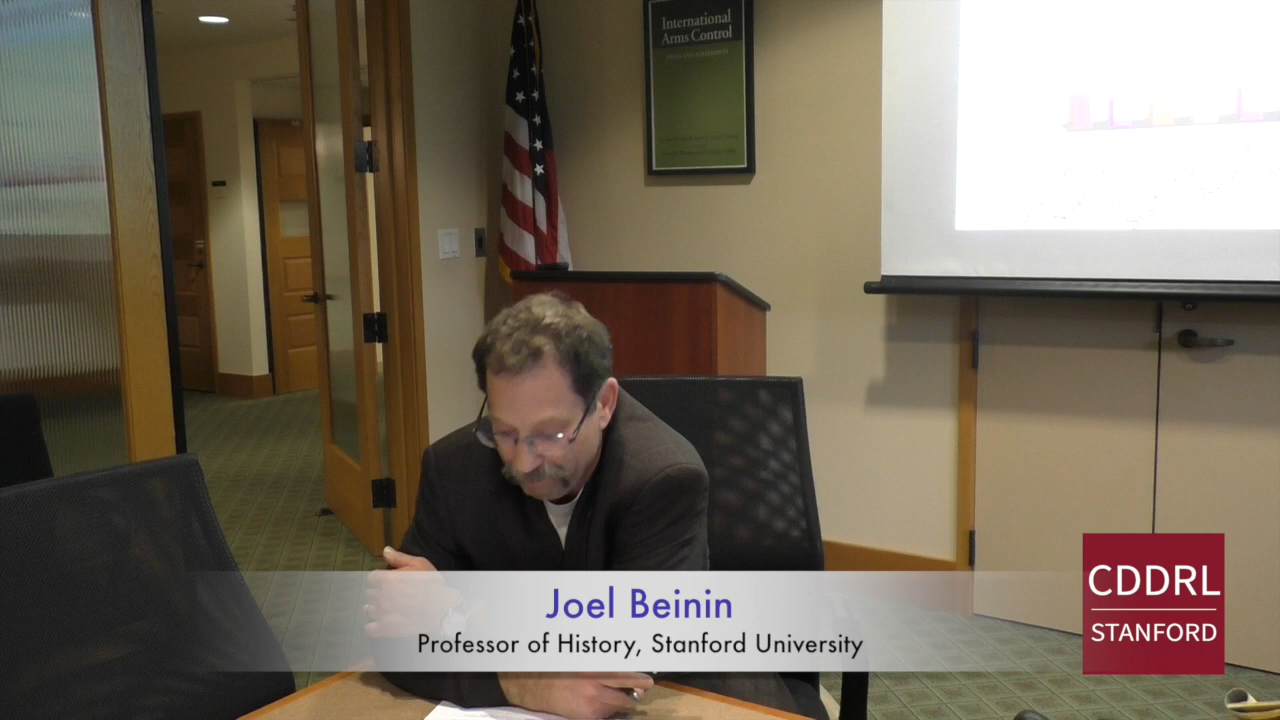 International
Arms Control
Joel Beinin
Professor of History, Stanford University
CDDRL
STANFORD